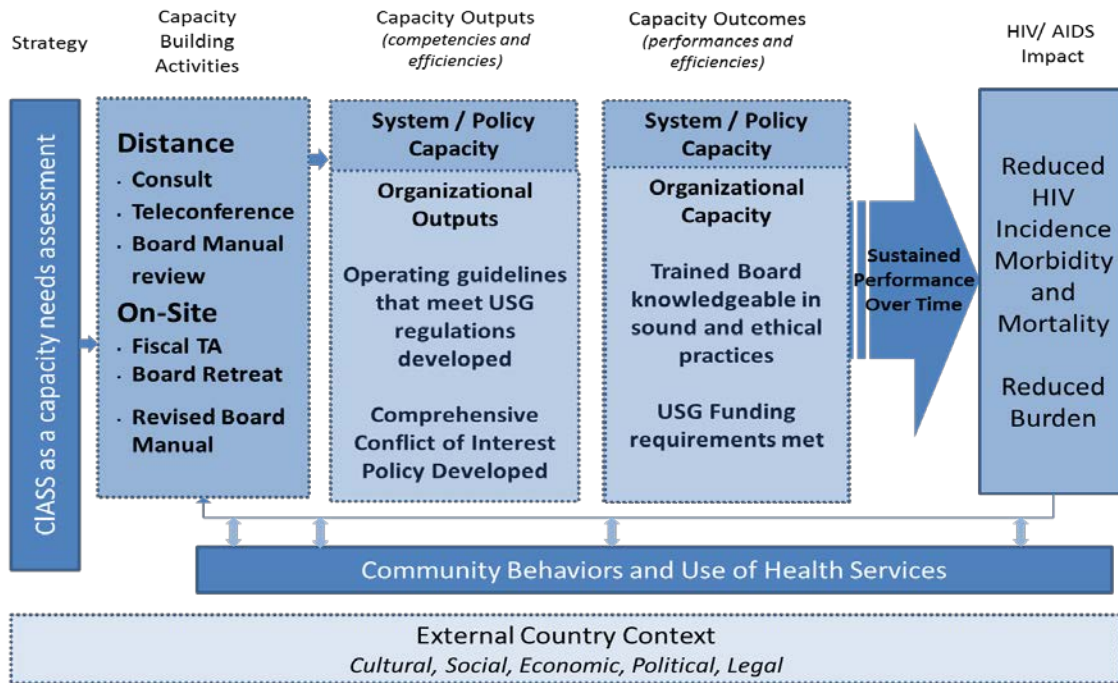 Strategy
Capacity
Building
Activities
Capacity Outputs
(competencies and
efficiencies)
Capacity Outcomes
(performances and
efficiencies)
HIV/ AIDS
Impact
CIASS as a capacity needs assessment
Distance
· Consult
· Teleconference
· Board Manual
review
On-Site
· Fiscal TA
· Board Retreat
· Revised Board
Manual
System / Policy
Capacity
Organizational
Outputs
Operating guidelines
that meet USG
regulations
developed
Comprehensive
Conflict of Interest
Policy Developed
System / Policy
Capacity
Organizational
Capacity
Trained Board
knowledgeable in
sound and ethical
practices
USG Funding
requirements met
Sustained
Performance
Over Time
Reduced
HIV
Incidence
Morbidity
and
Mortality
Reduced
Burden
Community Behaviors and Use of Health Services
External Country Context
Cultural, Social, Economic, Political, Legal